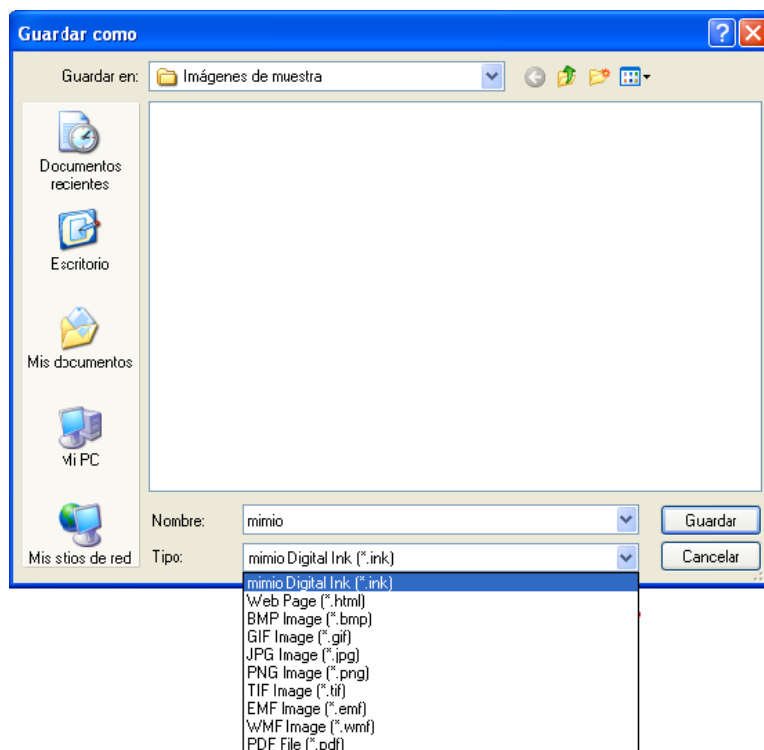 Guardar como
Guardar en: Imágenes de muestra
Documentos
recientes
Escritorio
Mis documentos
Mi PC
Mis sitios de red
Nombre: mimio Guardar
Tipo: mimio Digital Ink (*.ink) Cancelar
mimio Digital Ink (*.ink)
Web Page (*.html)
BMP Image (*.bmp)
GIF Image (*.gif)
JPG Image (*.jpg)
PNG Image (*.png)
TIF Image (*.tif)
EMF Image (*.emf)
WMF Image (*.wmf)
PDF File (*.pdf)